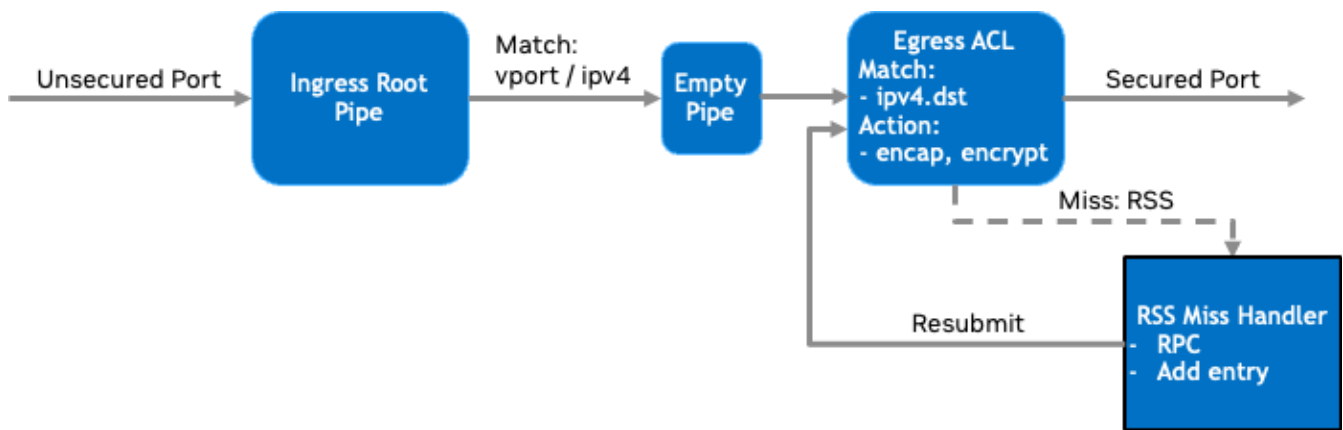 Unsecured Port
Ingress Root
Pipe
Match:
vport / ipv4
Empty
Pipe
Egress ACL
Match:
- ipv4.dst
Action:
- encap, encrypt
Secured Port
Miss: RSS
Resubmit
RSS Miss Handler
- RPC
- Add entry